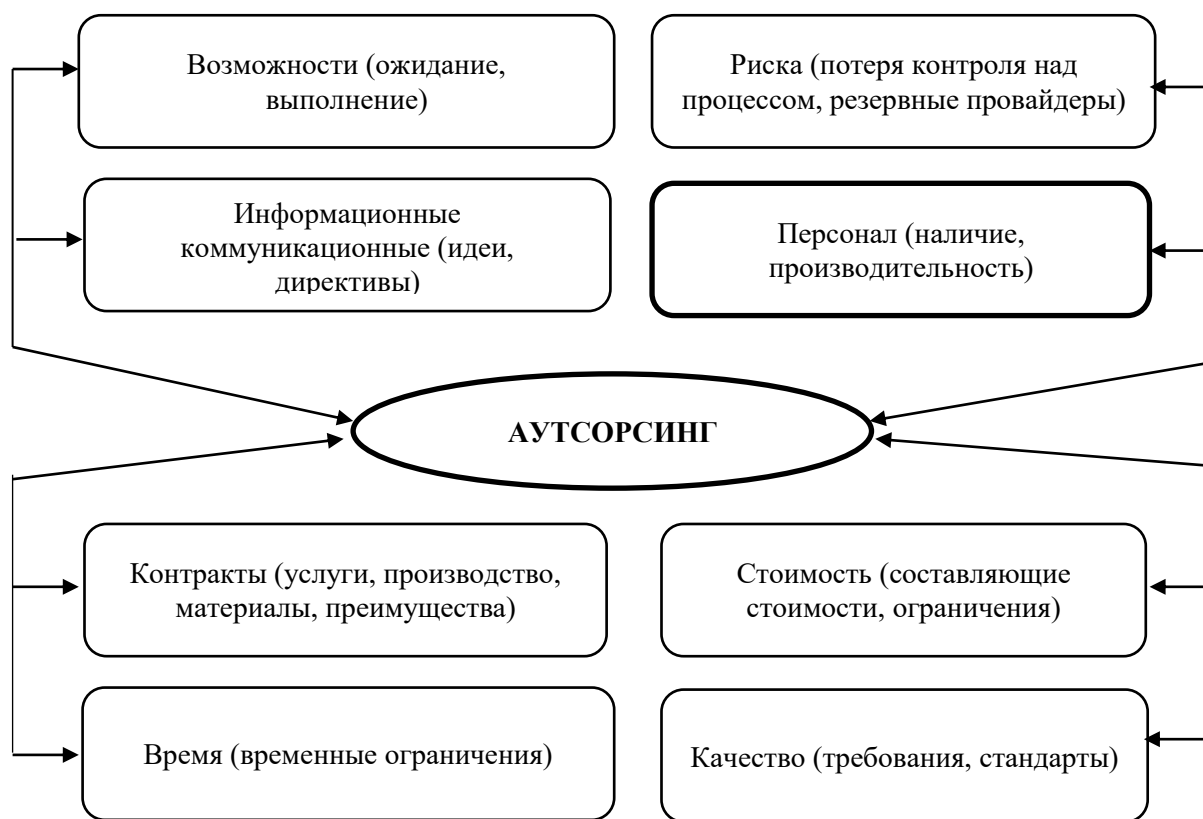 Возможности (ожидание,
выполнение)
Риска (потеря контроля над
процессом, резервные провайдеры)
Информационные
коммуникационные (идеи,
директивы)
Персонал (наличие,
производительность)
АУТСОРСИНГ
Контракты (услуги, производство,
материалы, преимущества)
Стоимость (составляющие
стоимости, ограничения)
Время (временные ограничения)
Качество (требования, стандарты)